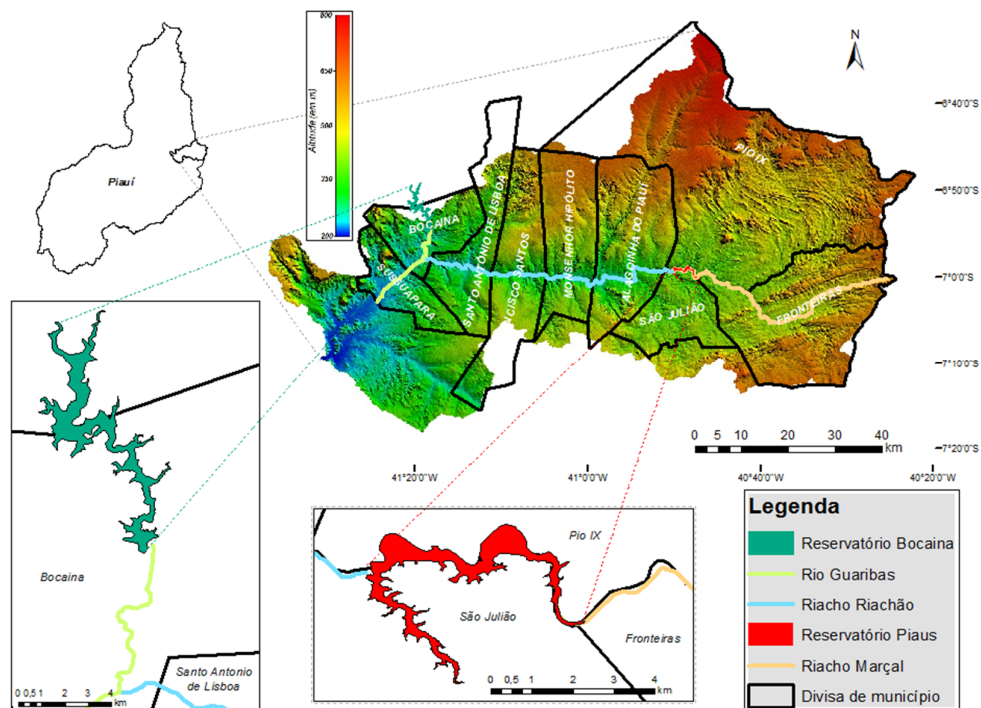 800
650
500
350
200
Altitude (em m)
N
Piauí
PIO IX
BOCAINA
SUSSUAPARA
SANTO ANTÔNIO DE LISBOA
CISCO SANTOS
MONSENHOR HIPÓLITO
ALAGOINHA DO PIAUÍ
SÃO JULIÃO
FRONTEIRAS
6°40'0"S
6°50'0"S
7°0'0"S
7°10'0"S
7°20'0"S
0 5 10 20 30 40
km
41°20'0"W
41°0'0"W
40°40'0"W
40°20'0"W
Bocaina
Santo Antonio
de Lisboa
0 0,5 1 2 3 4
km
Pio IX
São Julião
Fronteiras
0 0,5 1 2 3 4
km
Legenda
Reservatório Bocaina
Rio Guaribas
Riacho Riachão
Reservatório Piaus
Riacho Marçal
Divisa de município